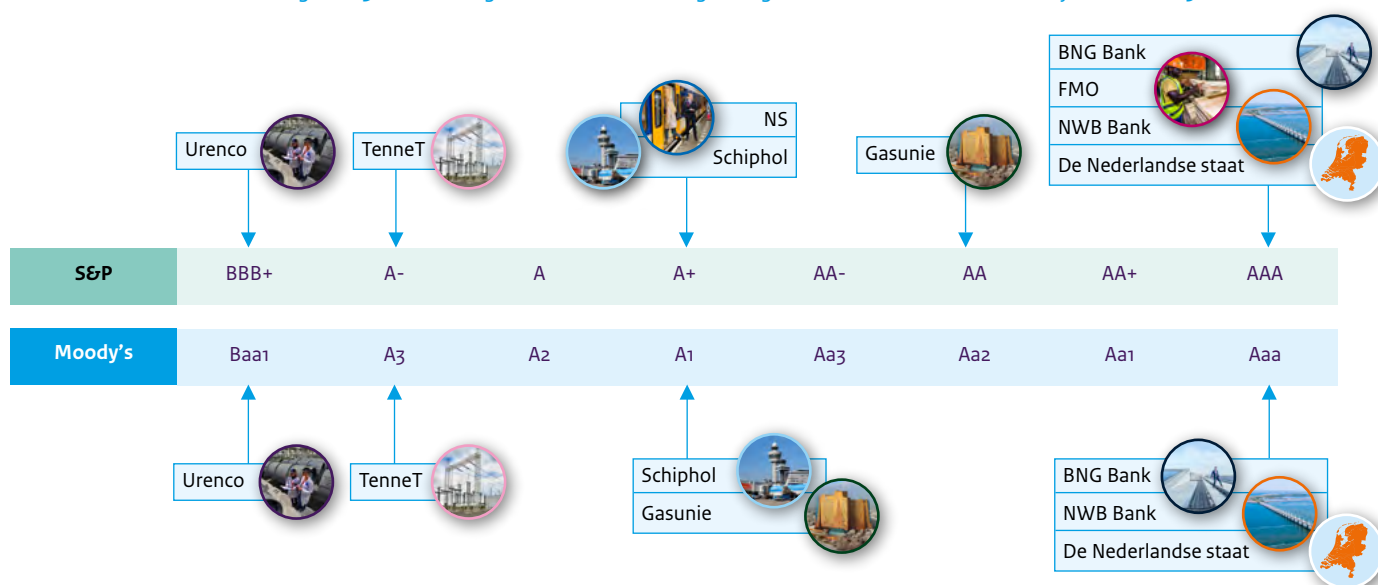 BNG Bank
FMO
NWB Bank
De Nederlandse staat
NS
Schiphol
Urenco
TenneT
Gasunie
S&P BBB+ A- A A+ AA- AA AA+ AAA
Moody's Baa1 A3 A2 A1 Aa3 Aa2 Aa1 Aaa
Urenco
TenneT
Schiphol
Gasunie
BNG Bank
NWB Bank
De Nederlandse staat